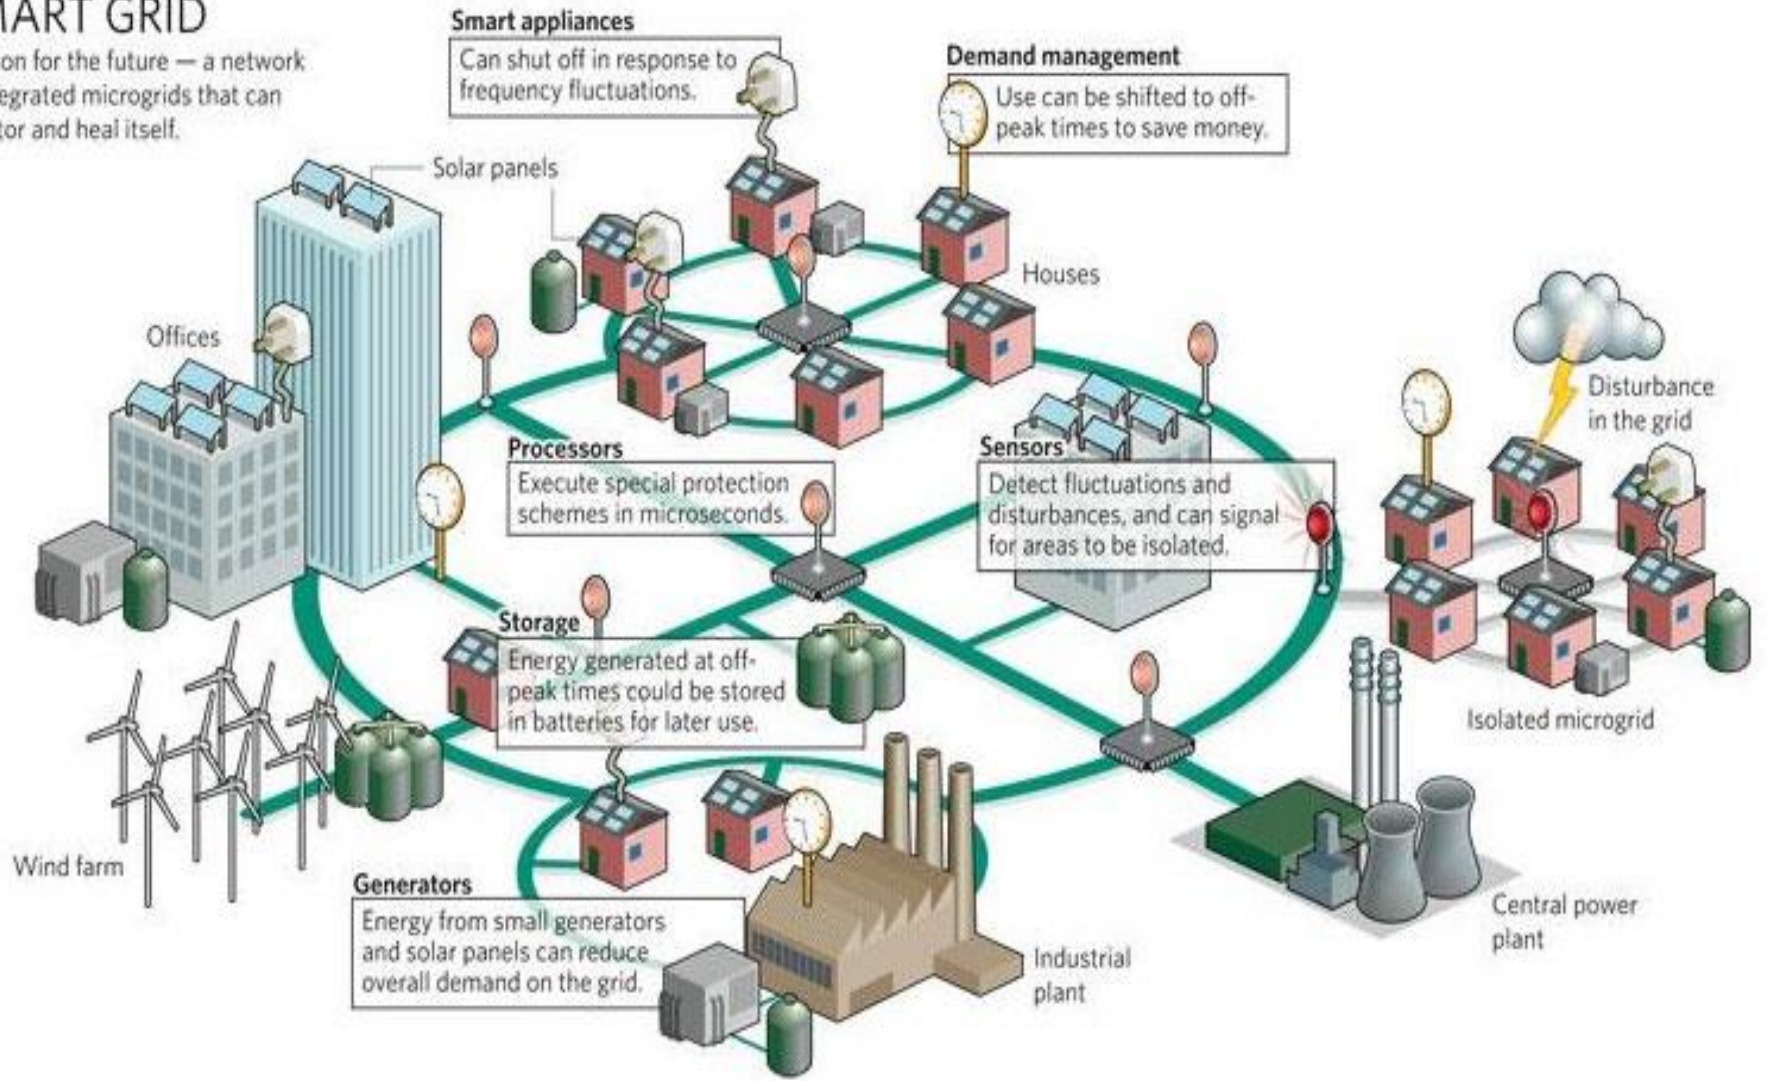 MART GRID
on for the future — a network
egrated microgrids that can
tor and heal itself.
Smart appliances
Can shut off in response to
frequency fluctuations.
Demand management
Use can be shifted to off-
peak times to save money.
Solar panels
Houses
Offices
Disturbance
in the grid
Processors
Execute special protection
schemes in microseconds.
Sensors
Detect fluctuations and
disturbances, and can signal
for areas to be isolated.
Storage
Energy generated at off-
peak times could be stored
in batteries for later use.
Isolated microgrid
Wind farm
Generators
Energy from small generators
and solar panels can reduce
overall demand on the grid.
Industrial
plant
Central power
plant